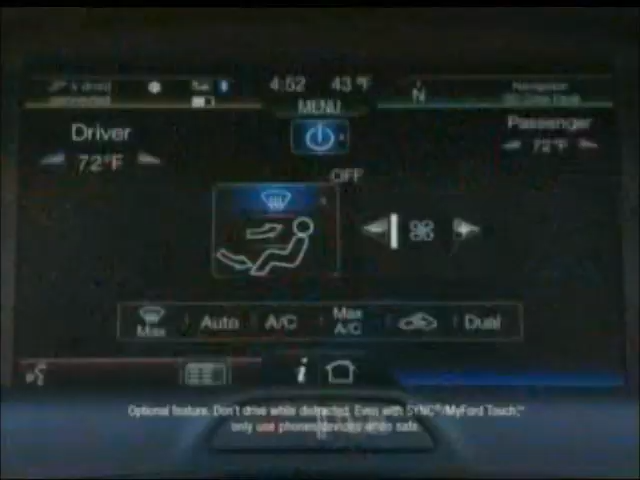 4:52 43 °F
MENU
N
Navigation
Driver
Passenger
72°F
72°F
OFF
Max
Auto
A/C
Max
A/C
Dual
i
Optional feature. Don't drive while distracted. Even with SYNC®/MyFord Touch,™
only use phones/devices when safe.